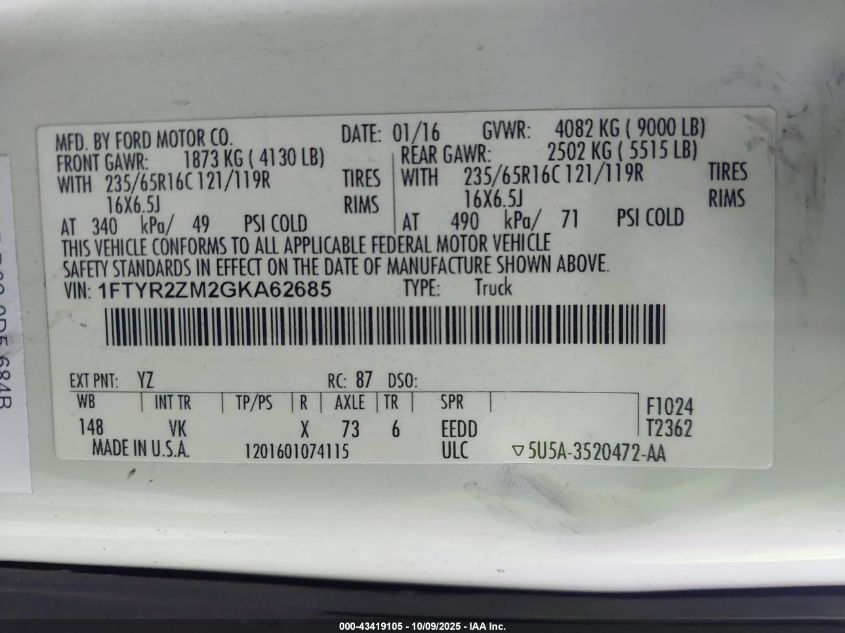 MFD. BY FORD MOTOR CO. DATE: 01/16 GVWR: 4082 KG ( 9000 LB)
FRONT GAWR: 1873 KG ( 4130 LB) REAR GAWR: 2502 KG ( 5515 LB)
WITH 235/65R16C 121/119R TIRES WITH 235/65R16C 121/119R TIRES
16X6.5J RIMS 16X6.5J RIMS
AT 340 kPa/ 49 PSI COLD AT 490 kPa/ 71 PSI COLD
THIS VEHICLE CONFORMS TO ALL APPLICABLE FEDERAL MOTOR VEHICLE
SAFETY STANDARDS IN EFFECT ON THE DATE OF MANUFACTURE SHOWN ABOVE.
VIN: 1FTYR2ZM2GKA62685 TYPE: Truck
EXT PNT: YZ RC: 87 DSO:
WB INT TR TP/PS R AXLE TR SPR F1024
148 VK X 73 6 EEDD T2362
MADE IN U.S.A. 1201601074115 ULC ▽5U5A-3520472-AA
000-43419105 - 10/09/2025 - IAA Inc.